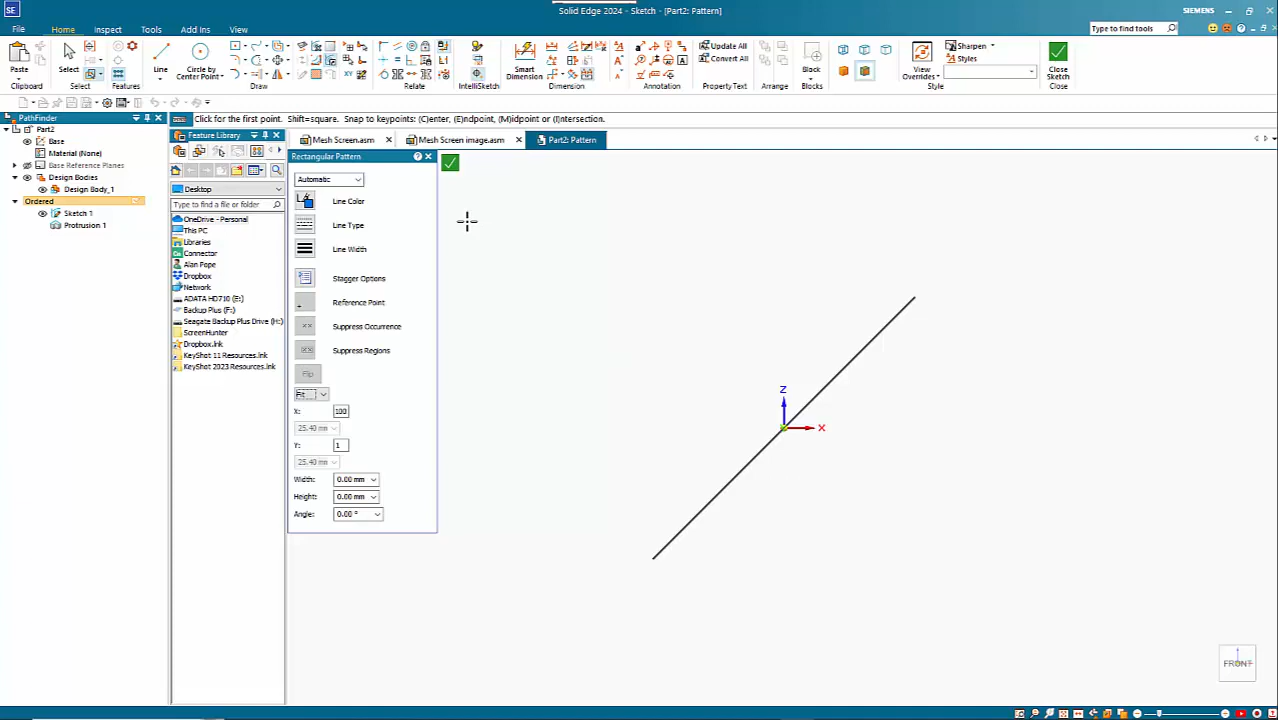 SE
Solid Edge 2024 - Sketch - [Part2: Pattern]
SIEMENS
File
Home
Inspect
Tools
Add Ins
View
Type to find tools
Paste
Clipboard
Select
Select
Features
Line
Circle by
Center Point
Draw
Relate
IntelliSketch
Smart
Dimension
Dimension
Annotation
Update All
Convert All
Property Text
Arrange
Block
Blocks
View
Overrides
Sharpen
Styles
Style
Close
Sketch
Close
PathFinder
Part2
Base
Material (None)
Base Reference Planes
Design Bodies
Design Body_1
Ordered
Sketch 1
Protrusion 1
Click for the first point. Shift=square. Snap to keypoints: (C)enter, (E)ndpoint, (M)idpoint or (I)ntersection.
Feature Library
Desktop
Type to find a file or folder
OneDrive - Personal
This PC
Libraries
Connector
Alan Pope
Dropbox
Network
ADATA HD710 (E:)
Backup Plus (F:)
Seagate Backup Plus Drive (H:)
ScreenHunter
Dropbox.lnk
KeyShot 11 Resources.lnk
KeyShot 2023 Resources.lnk
Mesh Screen.asm
Mesh Screen image.asm
Part2: Pattern
Rectangular Pattern
Automatic
Line Color
Line Type
Line Width
Stagger Options
Reference Point
Suppress Occurrence
Suppress Regions
Flip
Fit
X: 100
25.40 mm
Y: 1
25.40 mm
Width: 0.00 mm
Height: 0.00 mm
Angle: 0.00 °
Z
X
FRONT